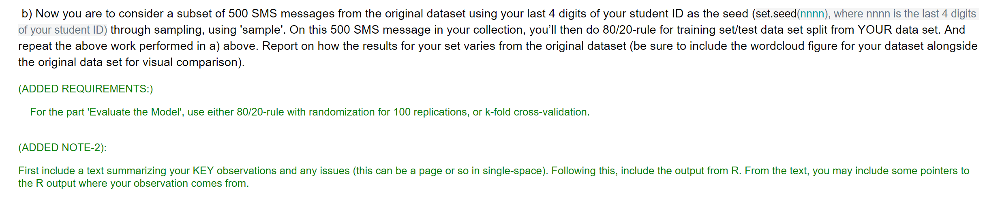 b) Now you are to consider a subset of 500 SMS messages from the original dataset using your last 4 digits of your student ID as the seed (set.seed(nnnn), where nnnn is the last 4 digits
of your student ID) through sampling, using 'sample'. On this 500 SMS message in your collection, you’ll then do 80/20-rule for training set/test data set split from YOUR data set. And
repeat the above work performed in a) above. Report on how the results for your set varies from the original dataset (be sure to include the wordcloud figure for your dataset alongside
the original data set for visual comparison).
(ADDED REQUIREMENTS:)
For the part 'Evaluate the Model', use either 80/20-rule with randomization for 100 replications, or k-fold cross-validation.
(ADDED NOTE-2):
First include a text summarizing your KEY observations and any issues (this can be a page or so in single-space). Following this, include the output from R. From the text, you may include some pointers to
the R output where your observation comes from.